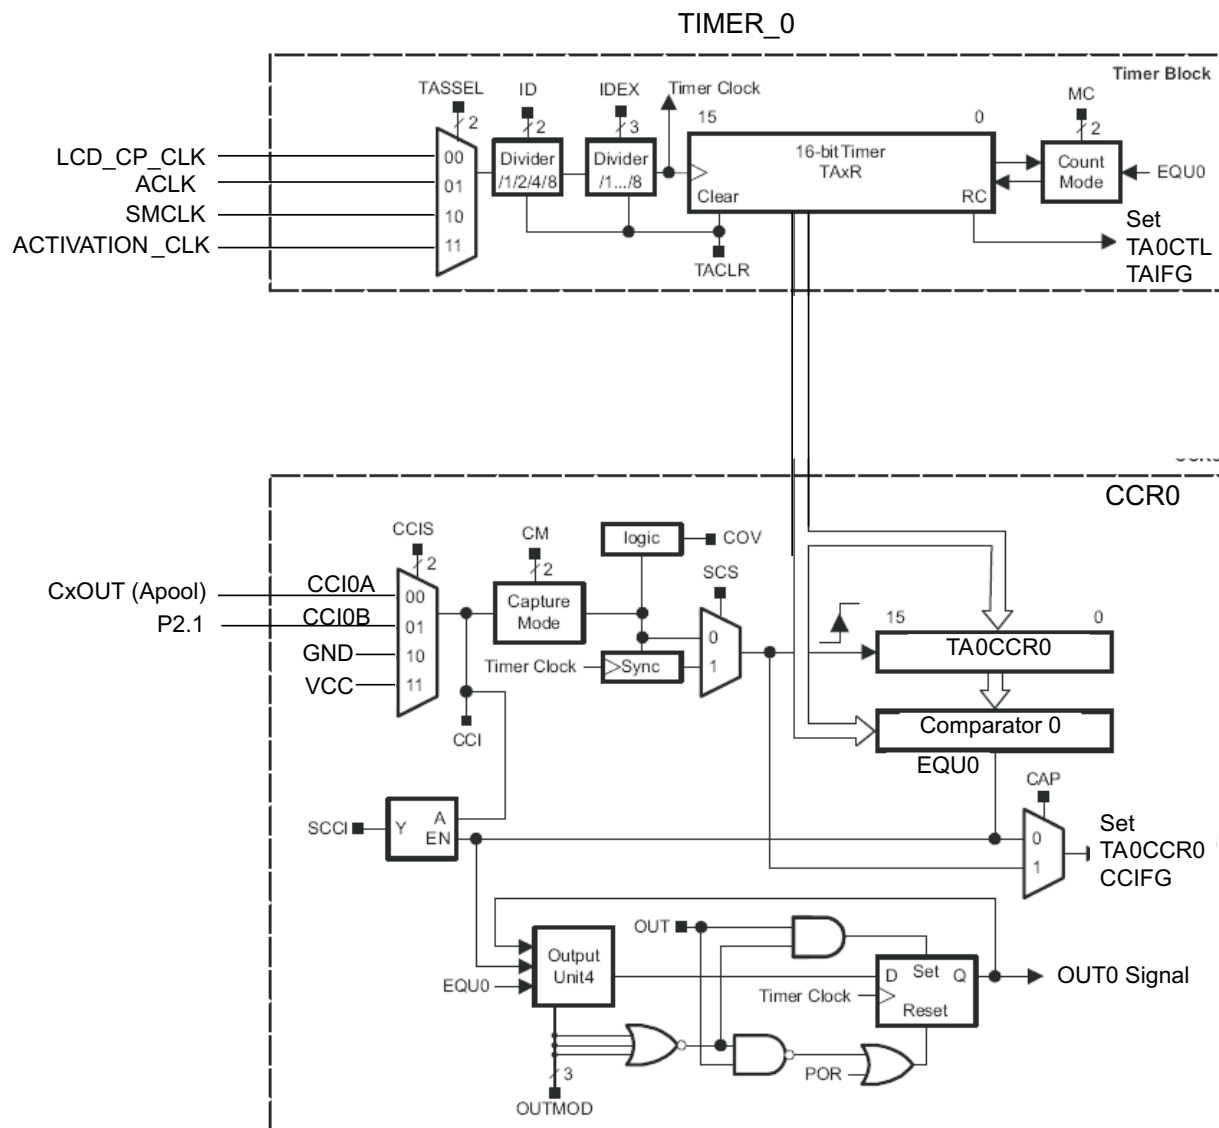 TIMER_0
Timer Block
TASSEL
2
ID
2
IDEX
3
Timer Clock
15
0
MC
2
LCD_CP_CLK
ACLK
SMCLK
ACTIVATION_CLK
00
01
10
11
Divider
/1/2/4/8
Divider
/1.../8
16-bit Timer
TAxR
Clear
RC
Count
Mode
EQU0
TACLR
Set
TA0CTL
TAIFG
CCR0
CCIS
2
CM
2
logic
COV
SCS
CxOUT (Apool)
P2.1
CCI0A
CCI0B
GND
VCC
00
01
10
11
Capture
Mode
Timer Clock
Sync
0
1
15
0
TA0CCR0
Comparator 0
EQU0
CCI
CAP
SCCI
Y
A
EN
0
1
Set
TA0CCR0
CCIFG
OUT
Output
Unit4
EQU0
D
Set
Q
Timer Clock
Reset
OUT0 Signal
POR
3
OUTMOD